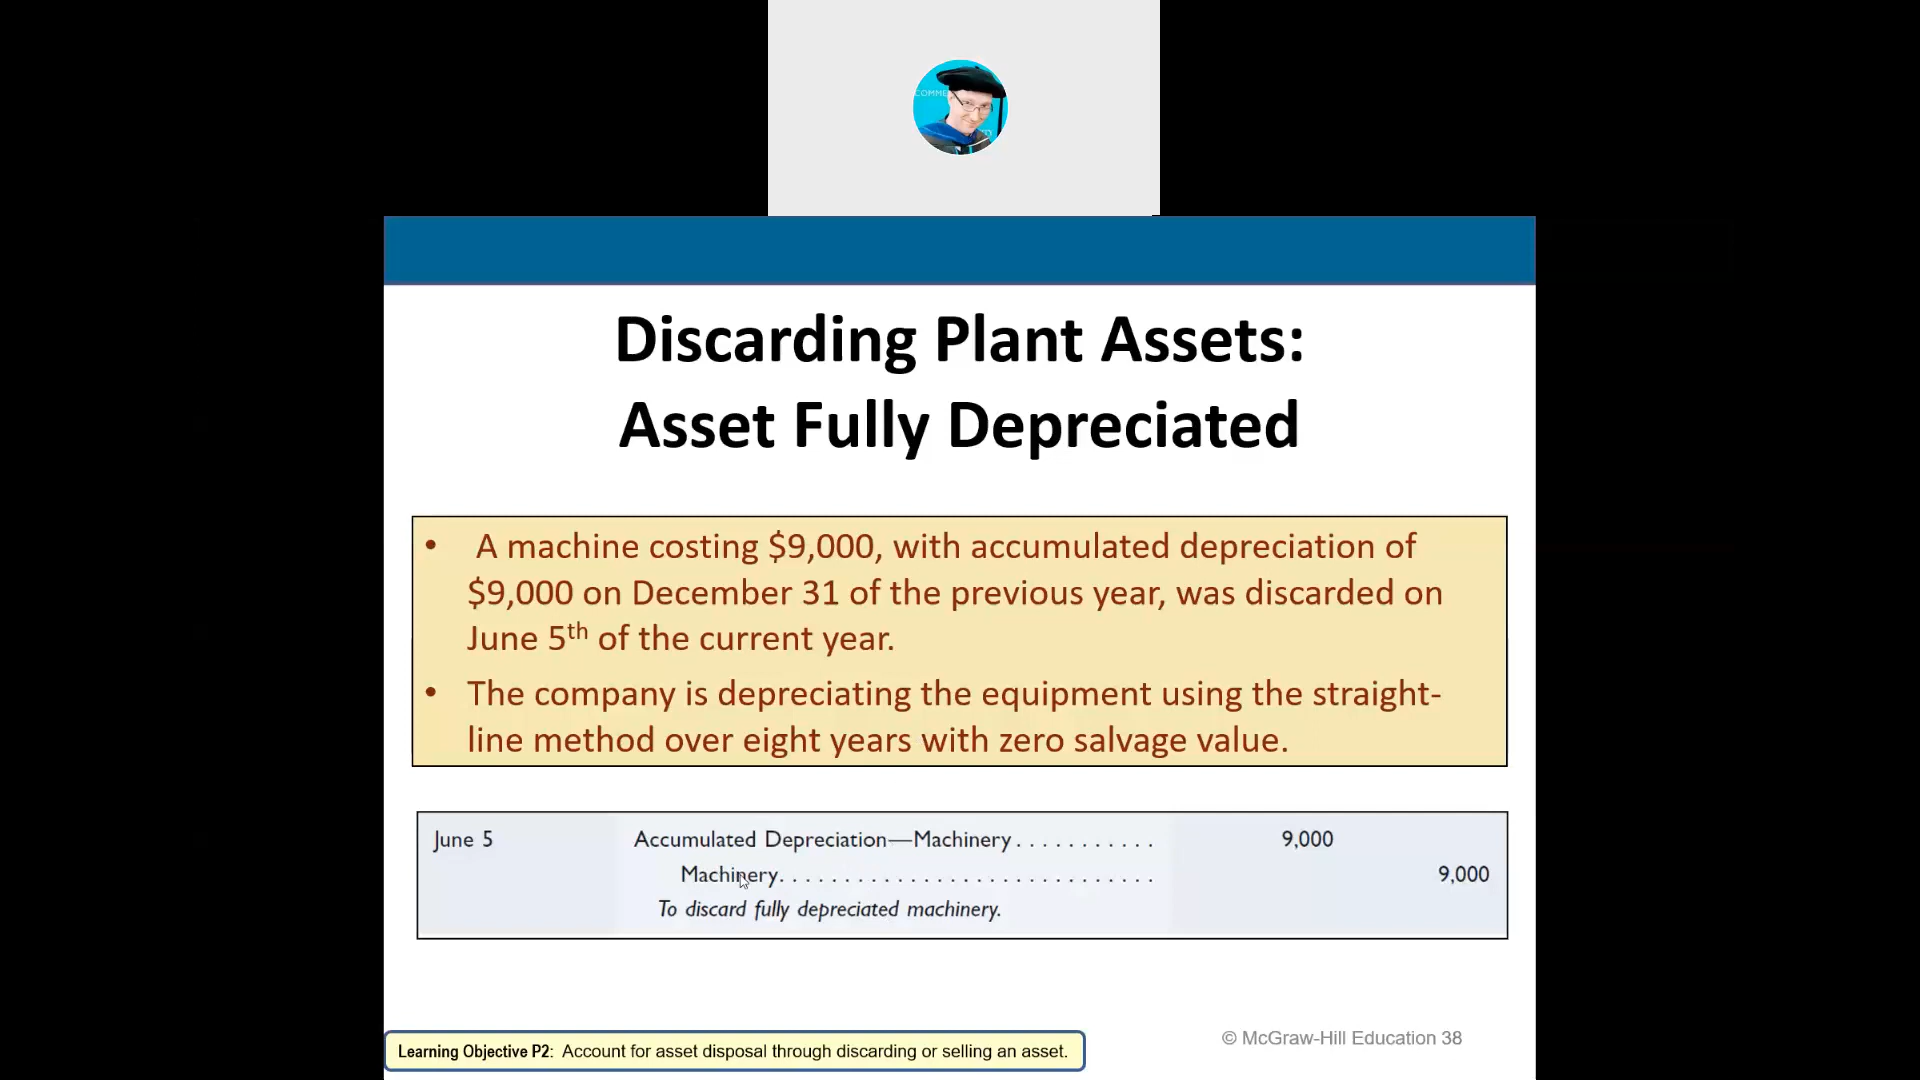 COMME
Discarding Plant Assets:
Asset Fully Depreciated
• A machine costing $9,000, with accumulated depreciation of
$9,000 on December 31 of the previous year, was discarded on
June 5th of the current year.
• The company is depreciating the equipment using the straight-
line method over eight years with zero salvage value.
June 5 Accumulated Depreciation—Machinery . . . . . . . . . . . 9,000
Machinery. . . . . . . . . . . . . . . . . . . . . . . . . . . . . 9,000
To discard fully depreciated machinery.
© McGraw-Hill Education 38
Learning Objective P2: Account for asset disposal through discarding or selling an asset.